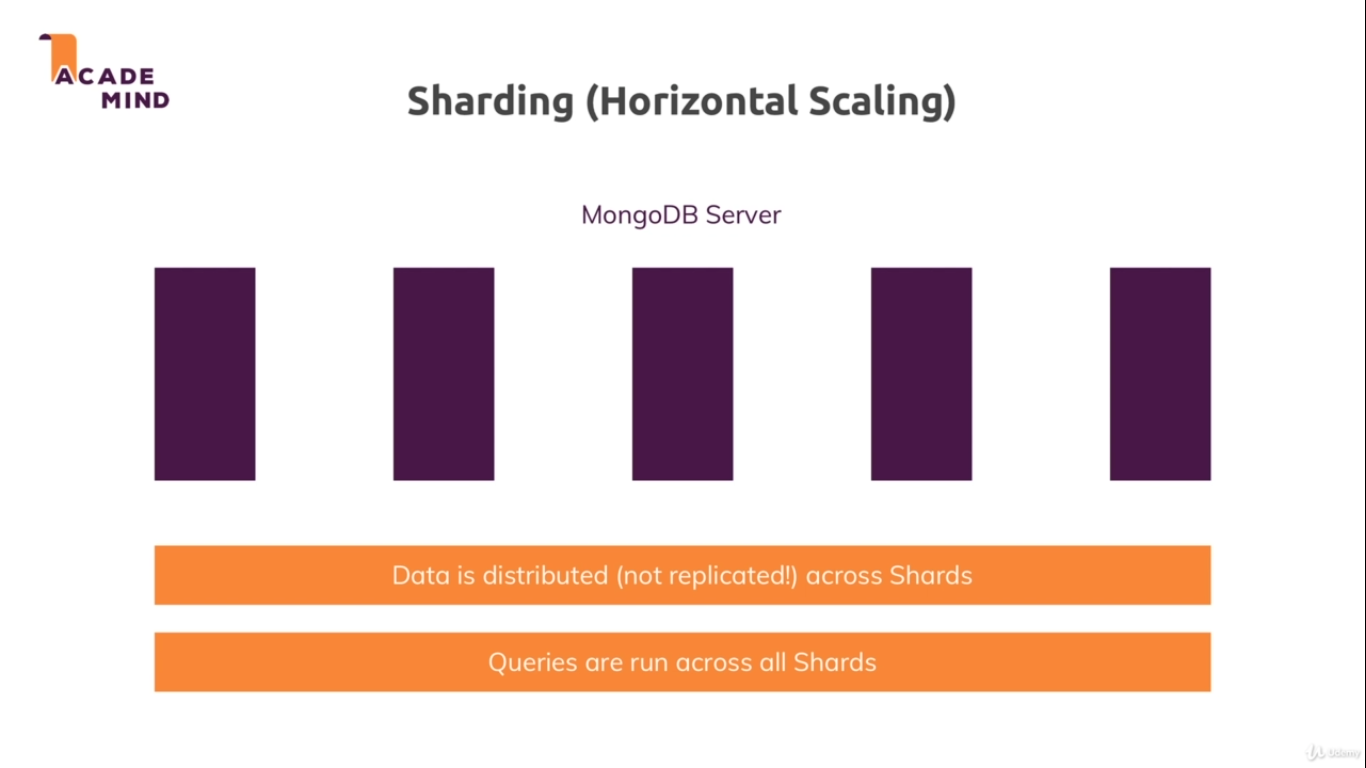 ACADE
MIND
Sharding (Horizontal Scaling)
MongoDB Server
Data is distributed (not replicated!) across Shards
Queries are run across all Shards
Udemy